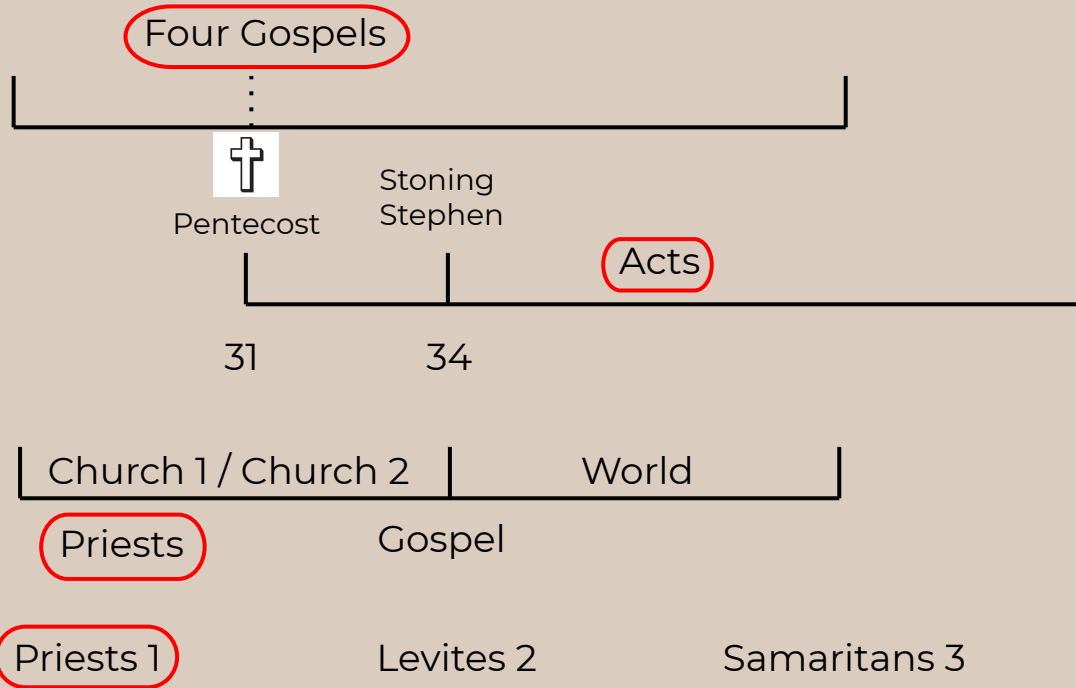 Four Gospels
Stoning
Stephen
Pentecost
Acts
31 34
Church 1 / Church 2 World
Priests Gospel
Priests 1 Levites 2 Samaritans 3